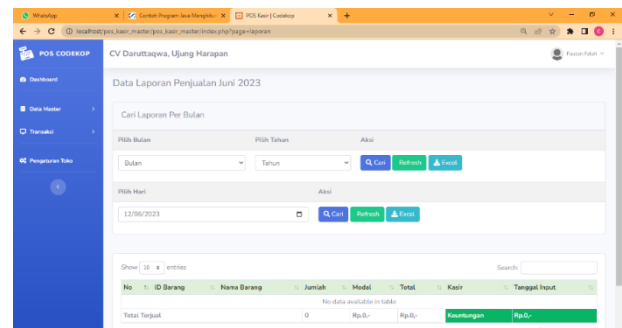 WhatsApp
Contoh Program Java Menghitun
POS Kasir | Codekop
localhost/pos_kasir_master/pos_kasir_master/index.php?page=laporan
POS CODEKOP
CV Daruttaqwa, Ujung Harapan
Dashboard
Data Master
Transaksi
Pengaturan Toko
Data Laporan Penjualan Juni 2023
Cari Laporan Per Bulan
Pilih Bulan Pilih Tahun Aksi
Bulan Tahun Cari Refresh Excel
Pilih Hari Aksi
12/06/2023 Cari Refresh Excel
Show 10 entries Search:
No ID Barang Nama Barang Jumlah Modal Total Kasir Tanggal Input
No data available in table
Total Terjual 0 Rp.0,- Rp.0,- Keuntungan Rp.0,-